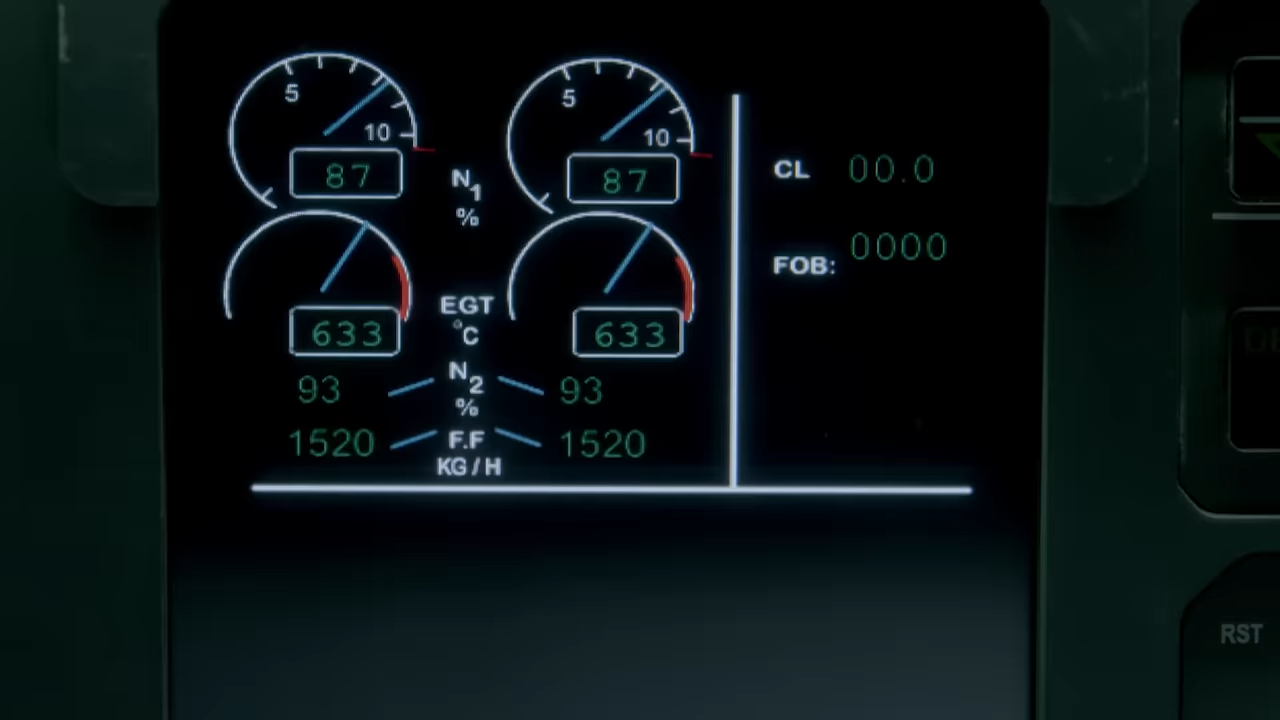 5
10
87
N1
%
5
10
87
633
EGT
°C
633
93
N2
%
93
1520
F.F
KG/H
1520
CL 00.0
FOB: 0000
RST